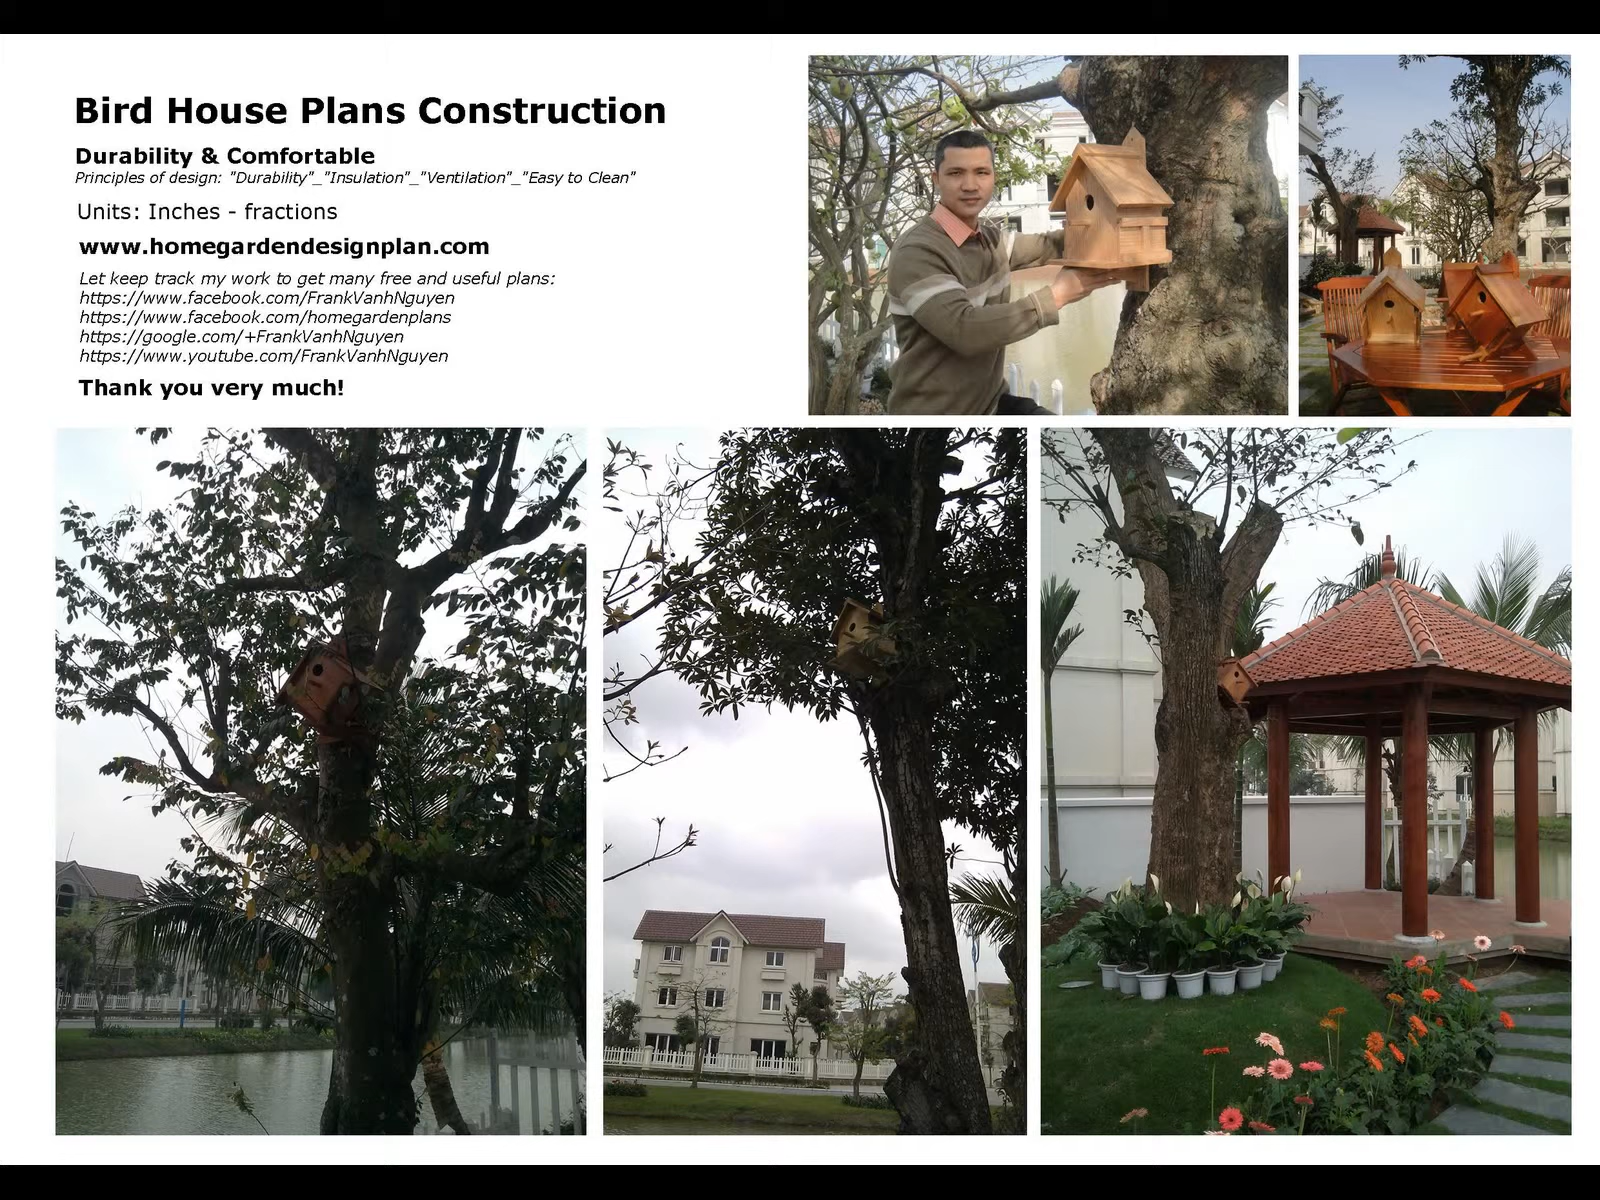 Bird House Plans Construction
Durability & Comfortable
Principles of design: "Durability"_"Insulation"_"Ventilation"_"Easy to Clean"
Units: Inches - fractions
www.homegardendesignplan.com
Let keep track my work to get many free and useful plans:
https://www.facebook.com/FrankVanhNguyen
https://www.facebook.com/homegardenplans
https://google.com/+FrankVanhNguyen
https://www.youtube.com/FrankVanhNguyen
Thank you very much!